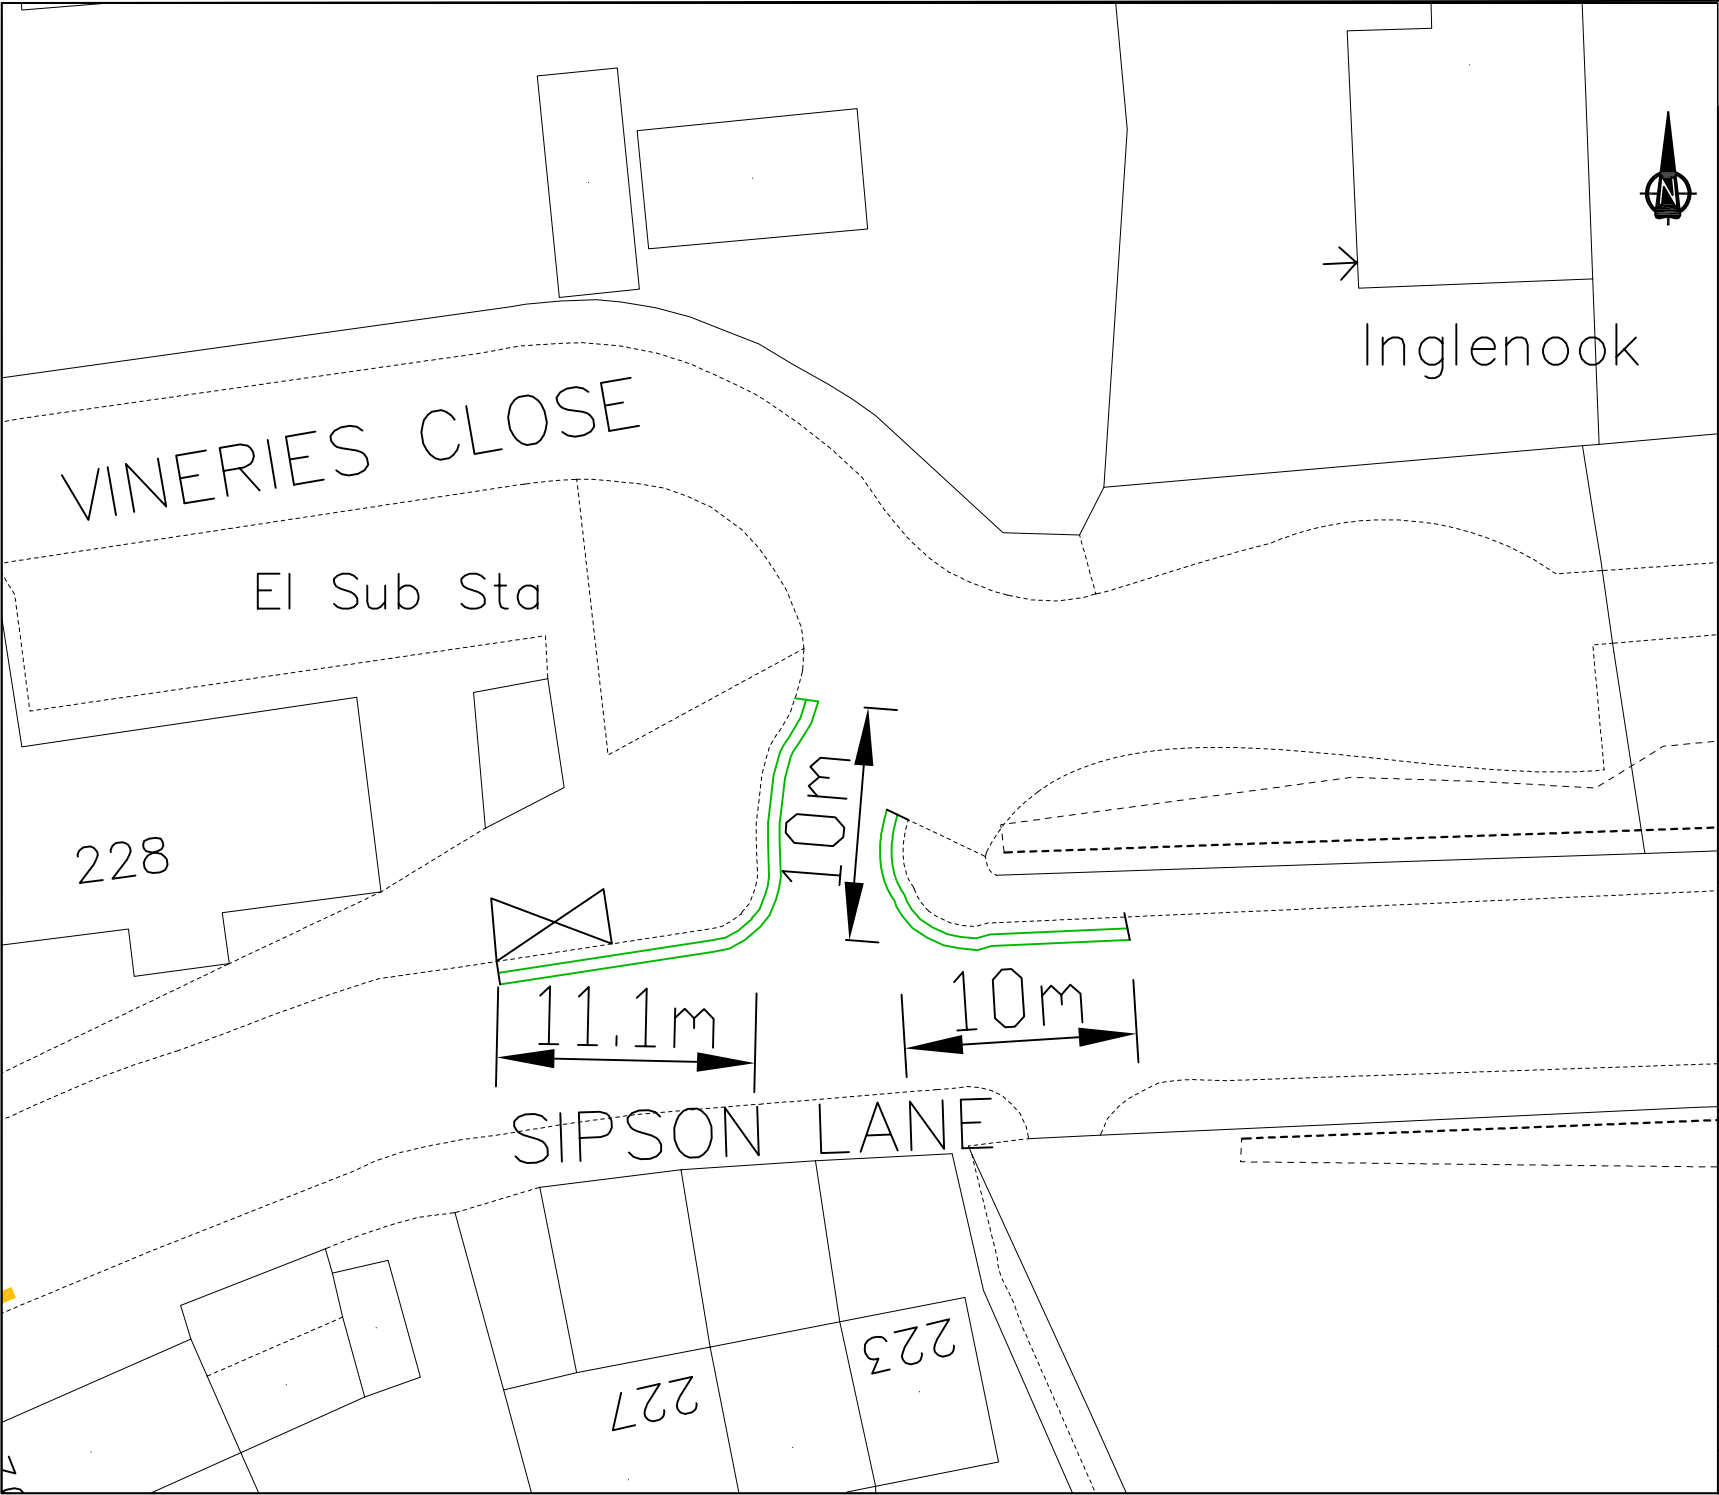 N
Inglenook
VINERIES CLOSE
El Sub Sta
10m
228
11.1m
10m
SIPSON LANE
223
227